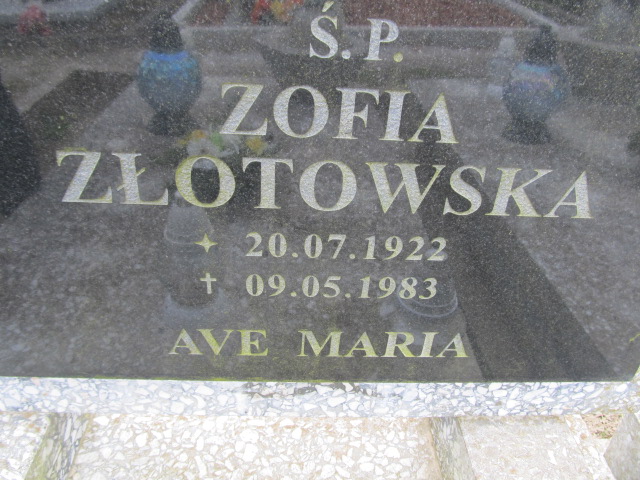 Ś.P.
ZOFIA
ZŁOTOWSKA
20.07.1922
† 09.05.1983
AVE MARIA